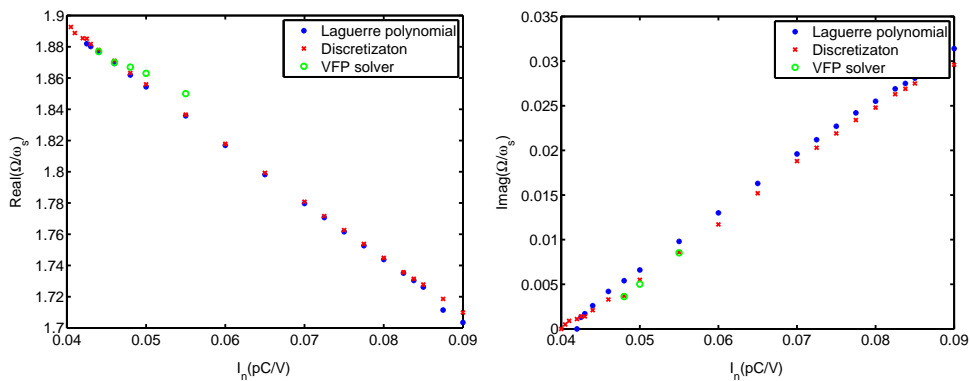 1.9
1.88
1.86
1.84
1.82
1.8
1.78
1.76
1.74
1.72
1.7
Real(Ω/ω_s)
Laguerre polynomial
Discretizaton
VFP solver
0.04 0.05 0.06 0.07 0.08 0.09
I_n(pC/V)
0.035
0.03
0.025
0.02
0.015
0.01
0.005
0
Imag(Ω/ω_s)
Laguerre polynomial
Discretizaton
VFP solver
0.04 0.05 0.06 0.07 0.08 0.09
I_n(pC/V)